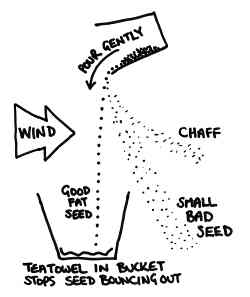 POUR GENTLY
WIND
CHAFF
GOOD
FAT
SEED
SMALL
BAD
SEED
TEATOWEL IN BUCKET
STOPS SEED BOUNCING OUT